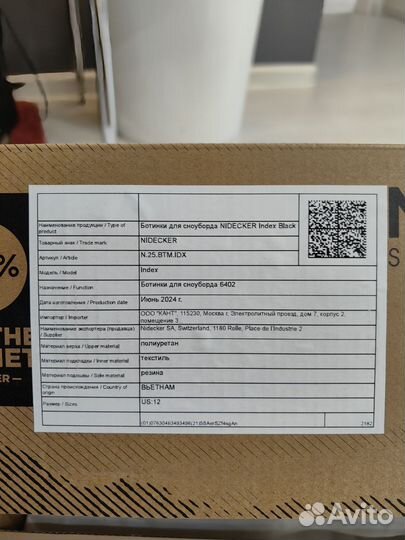 Наименование продукции / Type of product
Ботинки для сноуборда NIDECKER Index Black
Товарный знак / Trade mark
NIDECKER
Артикул / Article
N.25.BTM.IDX
Модель / Model
Index
Назначение / Function
Ботинки для сноуборда 6402
Дата изготовления / Production date
Июнь 2024 г.
импортер / Importer
ООО "КАНТ", 115230, Москва г, Электролитный проезд, дом 7, корпус 2, помещение 3
Наименование экспортера (продавца) / Supplier
Nidecker SA, Switzerland, 1180 Rolle, Place de l'Industrie 2
Материал верха / Upper material
полиуретан
Материал подкладки / Inner material
текстиль
Материал подошвы / Sole material
резина
Страна происхождения / Country of origin
ВЬЕТНАМ
Размер / Sizes
US:12
2182
%
THE
ER—
N
S
Avito